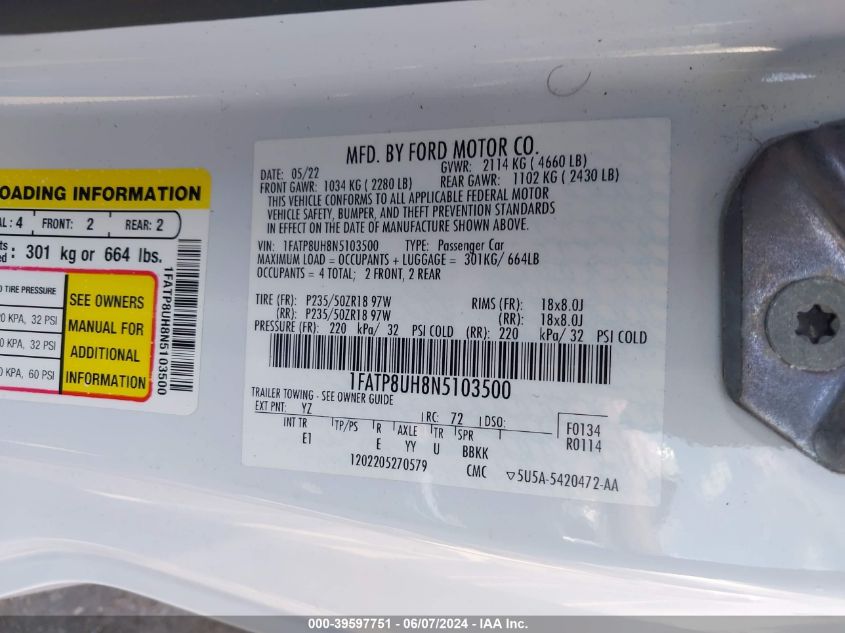 OADING INFORMATION
AL: 4 FRONT: 2 REAR: 2
301 kg or 664 lbs.
TIRE PRESSURE
KPA, 32 PSI
KPA, 32 PSI
KPA, 60 PSI
SEE OWNERS
MANUAL FOR
ADDITIONAL
INFORMATION
1FATP8UH8N5103500
MFD. BY FORD MOTOR CO.
DATE: 05/22 GVWR: 2114 KG ( 4660 LB)
FRONT GAWR: 1034 KG ( 2280 LB) REAR GAWR: 1102 KG ( 2430 LB)
THIS VEHICLE CONFORMS TO ALL APPLICABLE FEDERAL MOTOR
VEHICLE SAFETY, BUMPER, AND THEFT PREVENTION STANDARDS
IN EFFECT ON THE DATE OF MANUFACTURE SHOWN ABOVE.
VIN: 1FATP8UH8N5103500 TYPE: Passenger Car
MAXIMUM LOAD = OCCUPANTS + LUGGAGE = 301KG/ 664LB
OCCUPANTS = 4 TOTAL; 2 FRONT, 2 REAR
TIRE (FR): P235/50ZR18 97W RIMS (FR): 18x8.0J
(RR): P235/50ZR18 97W (RR): 18x8.0J
PRESSURE (FR): 220 kPa/ 32 PSI COLD (RR): 220 kPa/ 32 PSI COLD
1FATP8UH8N5103500
TRAILER TOWING - SEE OWNER GUIDE
EXT PNT: YZ RC: 72 DSO: F0134
INT TR TP/PS R AXLE TR SPR R0114
EI E YY U BBKK
1202205270579 CMC ▽5U5A-5420472-AA
000-39597751 - 06/07/2024 - IAA Inc.